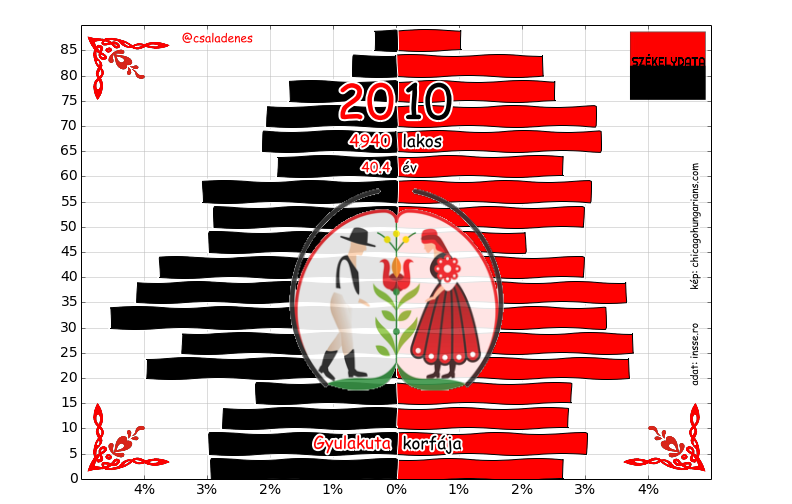 @csaladenes
SZÉKELYDATA
2010
4940 lakos
40.4 év
kép: chicagohungarians.com
adat: insse.ro
Gyulakuta korfája
85
80
75
70
65
60
55
50
45
40
35
30
25
20
15
10
5
0
4% 3% 2% 1% 0% 1% 2% 3% 4%